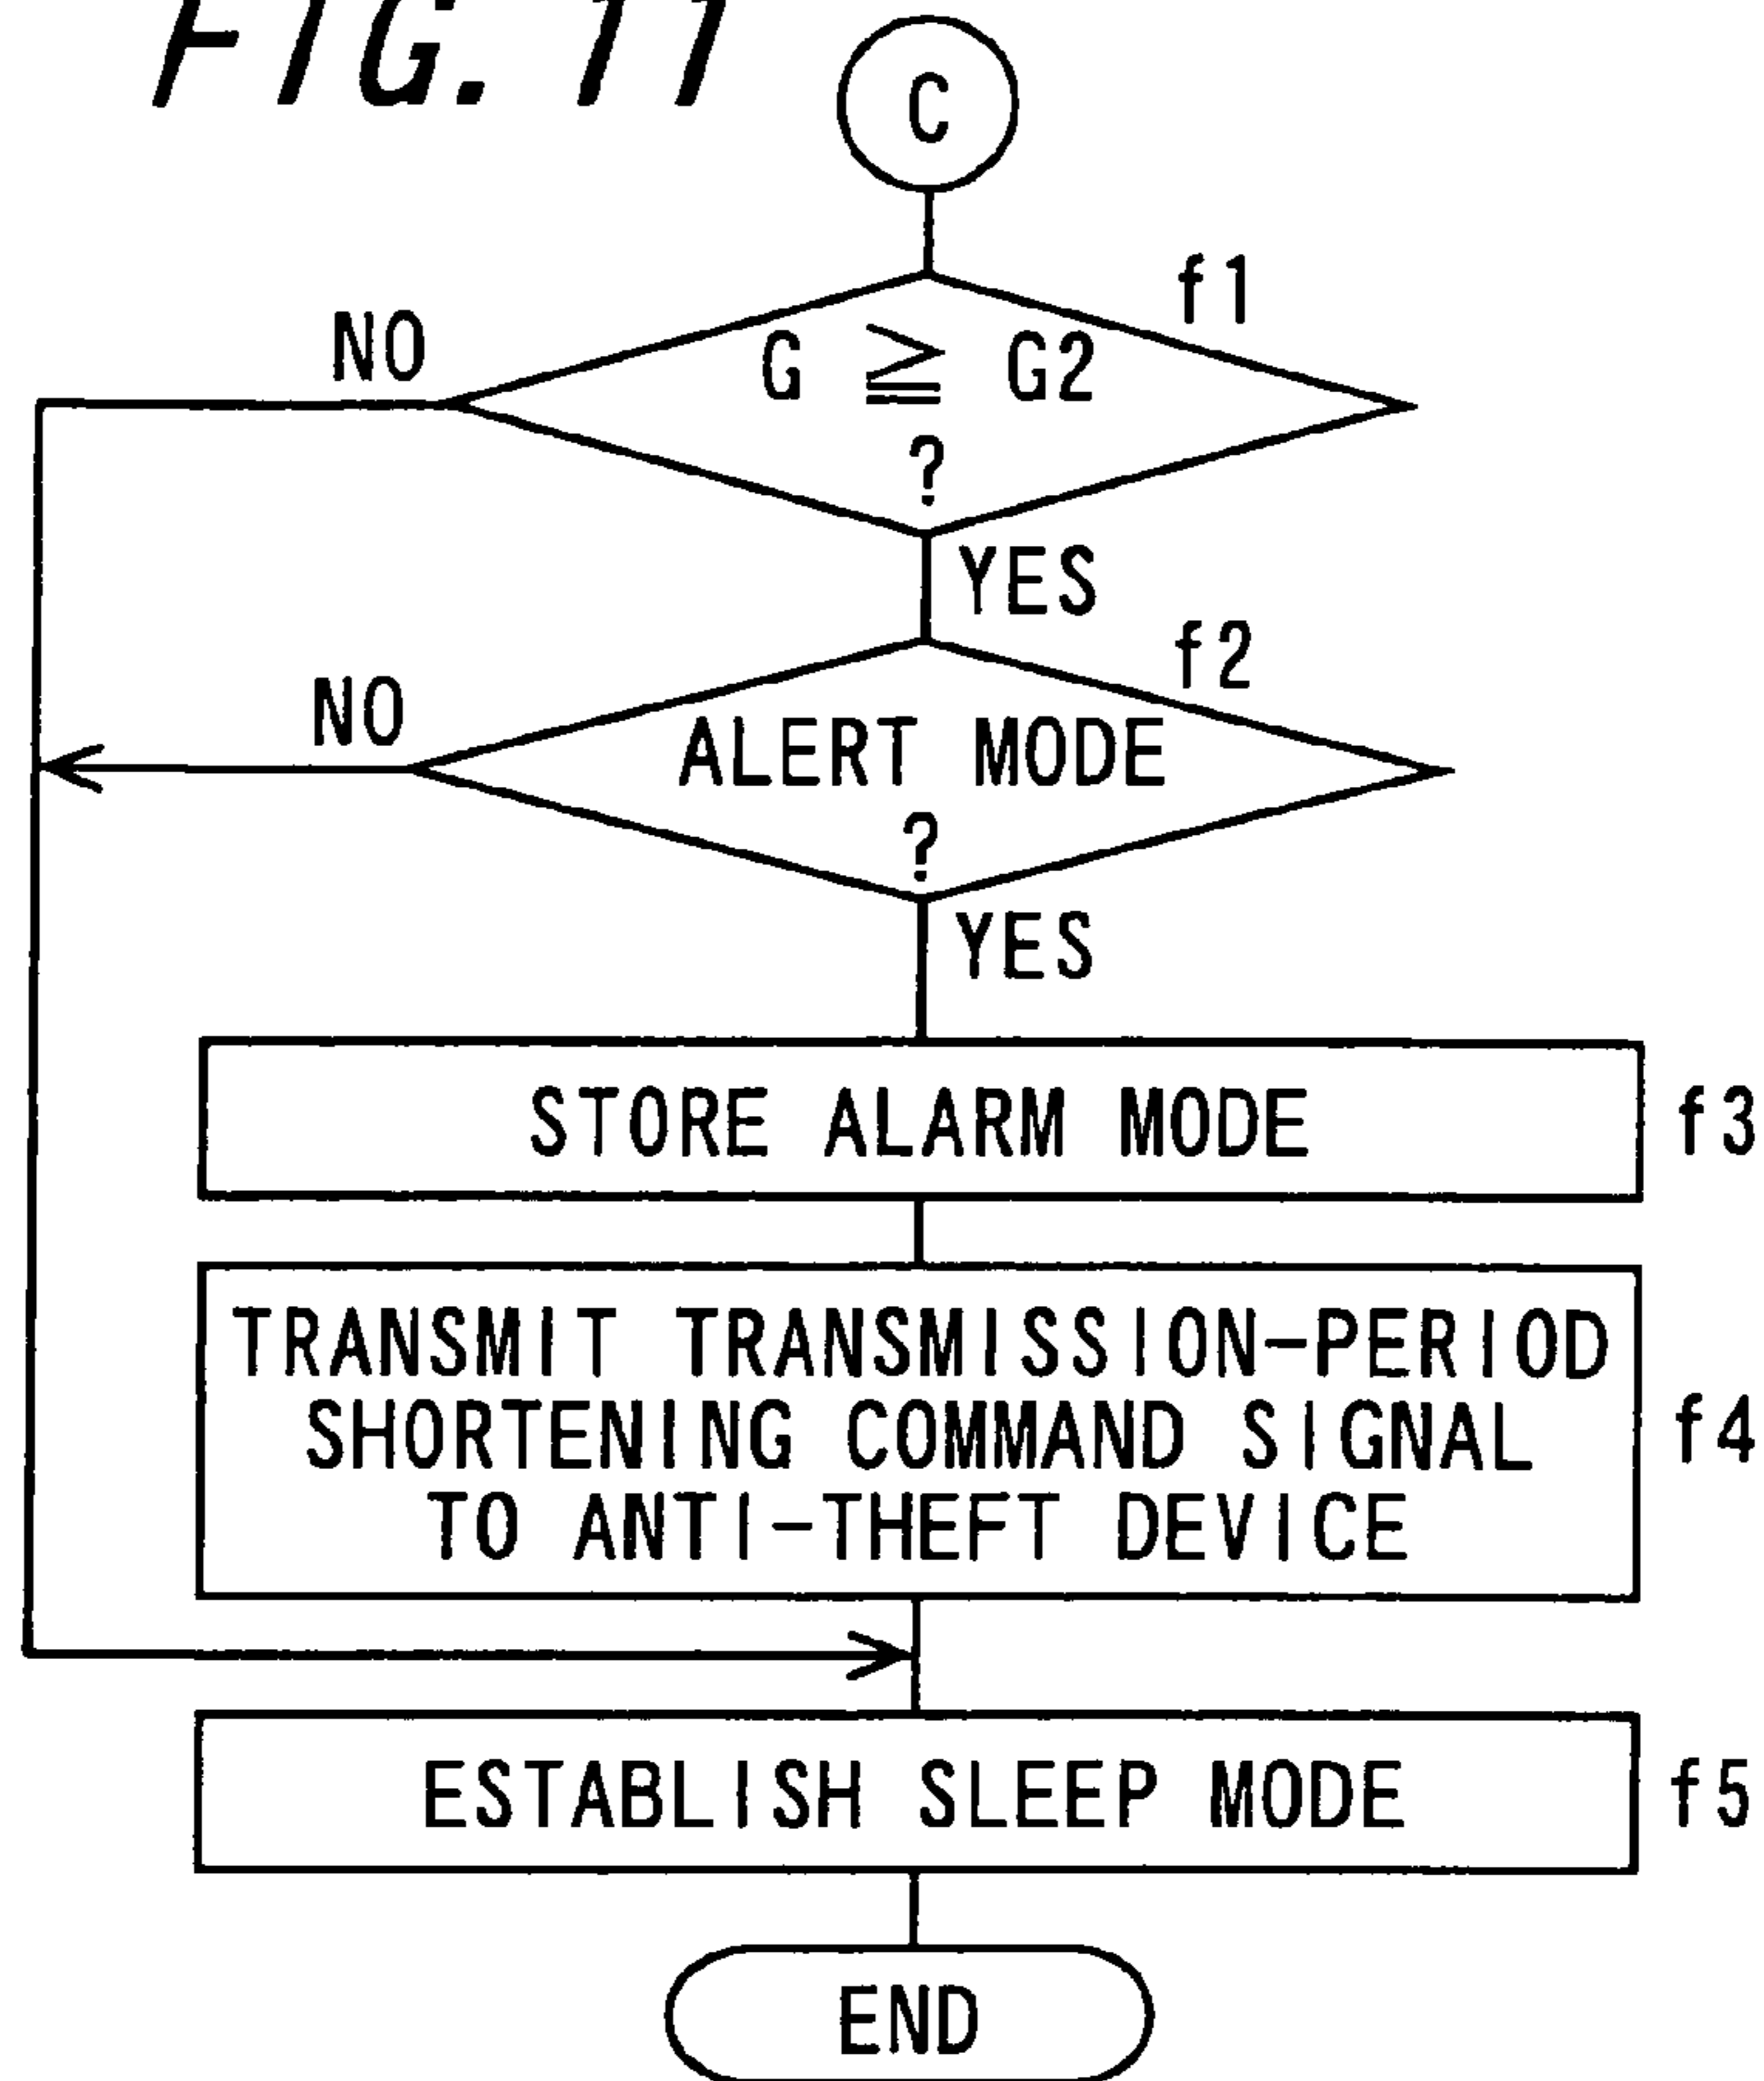 FIG. 11
C
f1
NO
G ≧ G2
?
YES
f2
NO
ALERT MODE
?
YES
STORE ALARM MODE
f3
TRANSMIT TRANSMISSION-PERIOD
SHORTENING COMMAND SIGNAL
TO ANTI-THEFT DEVICE
f4
ESTABLISH SLEEP MODE
f5
END